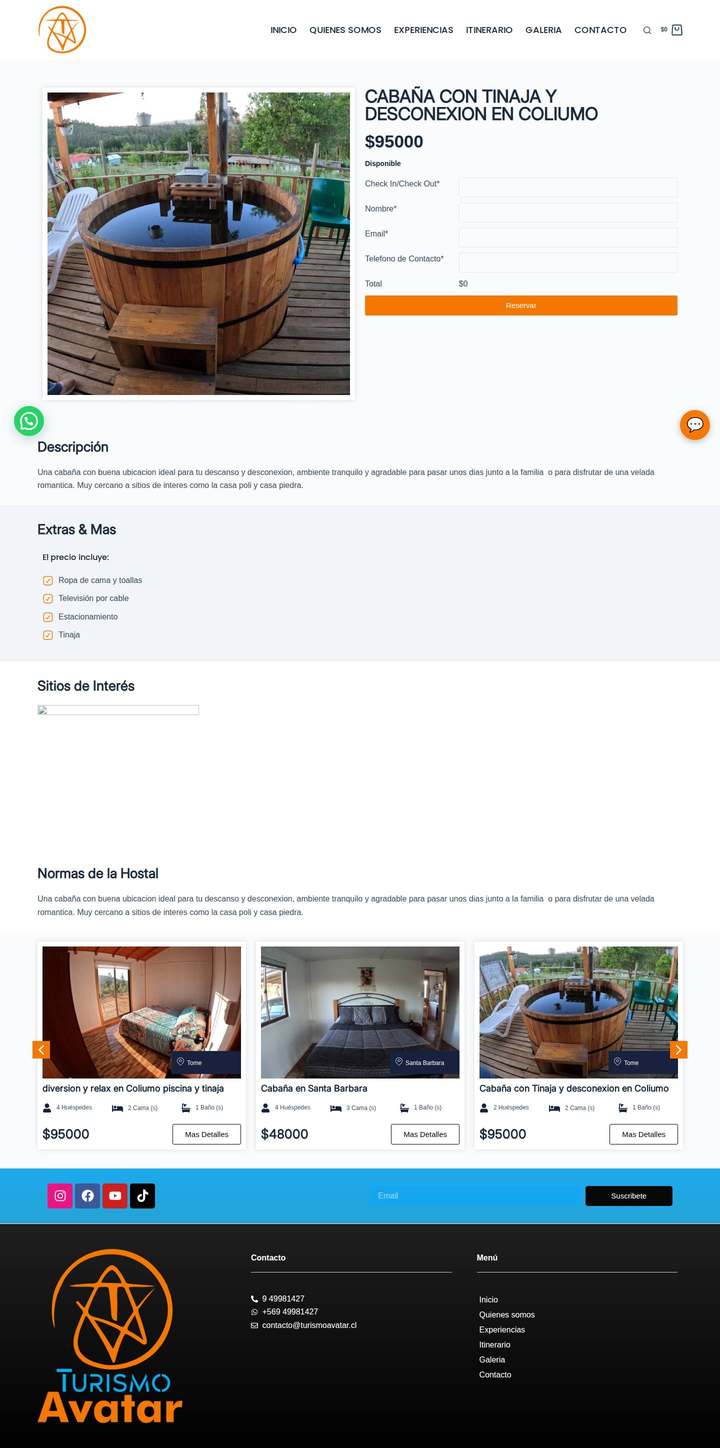 INICIO QUIENES SOMOS EXPERIENCIAS ITINERARIO GALERIA CONTACTO $0
CABAÑA CON TINAJA Y
DESCONEXION EN COLIUMO
$95000
Disponible
Check In/Check Out*
Nombre*
Email*
Telefono de Contacto*
Total $0
Reservar
Descripción
Una cabaña con buena ubicacion ideal para tu descanso y desconexion, ambiente tranquilo y agradable para pasar unos dias junto a la familia o para disfrutar de una velada
romantica. Muy cercano a sitios de interes como la casa poli y casa piedra.
Extras & Mas
El precio incluye:
Ropa de cama y toallas
Televisión por cable
Estacionamiento
Tinaja
Sitios de Interés
Normas de la Hostal
Una cabaña con buena ubicacion ideal para tu descanso y desconexion, ambiente tranquilo y agradable para pasar unos dias junto a la familia o para disfrutar de una velada
romantica. Muy cercano a sitios de interes como la casa poli y casa piedra.
Tome
diversion y relax en Coliumo piscina y tinaja
4 Huéspedes 2 Cama (s) 1 Baño (s)
$95000 Mas Detalles
Santa Barbara
Cabaña en Santa Barbara
4 Huéspedes 3 Cama (s) 1 Baño (s)
$48000 Mas Detalles
Tome
Cabaña con Tinaja y desconexion en Coliumo
2 Huéspedes 2 Cama (s) 1 Baño (s)
$95000 Mas Detalles
Email Suscribete
TURISMO
Avatar
Contacto
9 49981427
+569 49981427
contacto@turismoavatar.cl
Menú
Inicio
Quienes somos
Experiencias
Itinerario
Galeria
Contacto